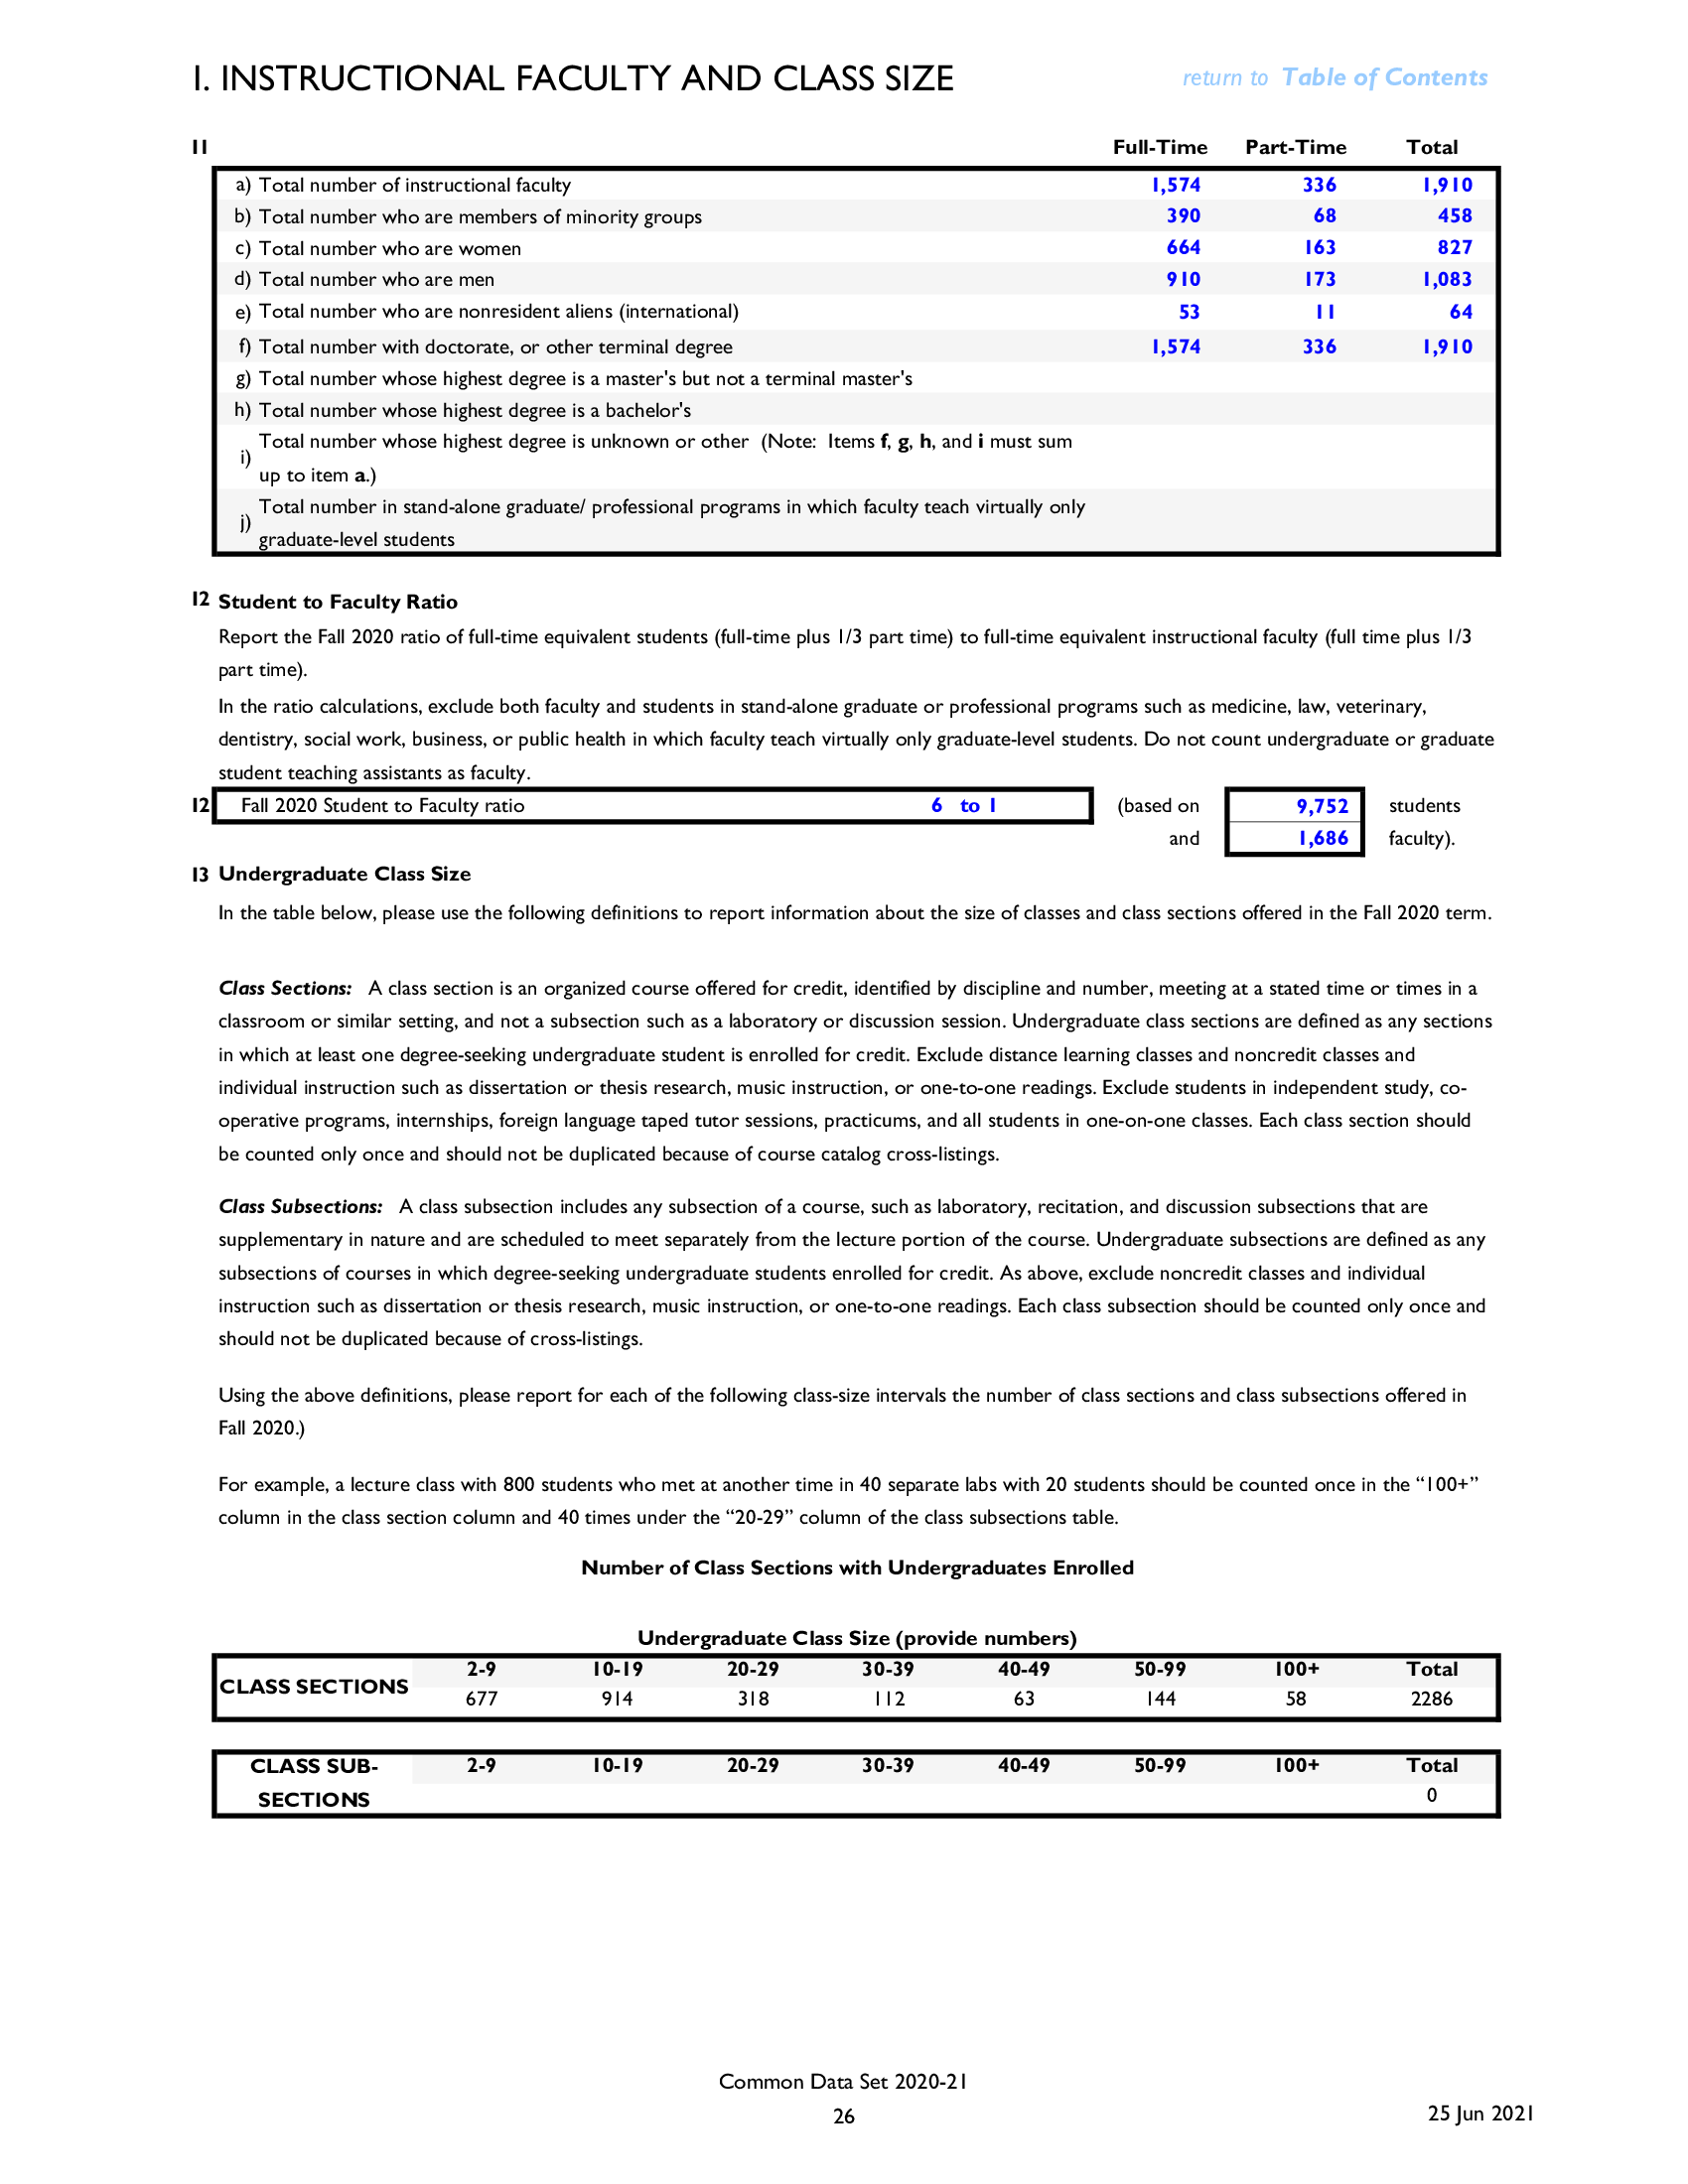 I. INSTRUCTIONAL FACULTY AND CLASS SIZE return to Table of Contents
I1 Full-Time Part-Time Total
a) Total number of instructional faculty 1,574 336 1,910
b) Total number who are members of minority groups 390 68 458
c) Total number who are women 664 163 827
d) Total number who are men 910 173 1,083
e) Total number who are nonresident aliens (international) 53 11 64
f) Total number with doctorate, or other terminal degree 1,574 336 1,910
g) Total number whose highest degree is a master's but not a terminal master's
h) Total number whose highest degree is a bachelor's
i) Total number whose highest degree is unknown or other (Note: Items f, g, h, and i must sum
up to item a.)
j) Total number in stand-alone graduate/ professional programs in which faculty teach virtually only
graduate-level students
I2 Student to Faculty Ratio
Report the Fall 2020 ratio of full-time equivalent students (full-time plus 1/3 part time) to full-time equivalent instructional faculty (full time plus 1/3
part time).
In the ratio calculations, exclude both faculty and students in stand-alone graduate or professional programs such as medicine, law, veterinary,
dentistry, social work, business, or public health in which faculty teach virtually only graduate-level students. Do not count undergraduate or graduate
student teaching assistants as faculty.
I2 Fall 2020 Student to Faculty ratio 6 to 1 (based on 9,752 students
and 1,686 faculty).
I3 Undergraduate Class Size
In the table below, please use the following definitions to report information about the size of classes and class sections offered in the Fall 2020 term.
Class Sections: A class section is an organized course offered for credit, identified by discipline and number, meeting at a stated time or times in a
classroom or similar setting, and not a subsection such as a laboratory or discussion session. Undergraduate class sections are defined as any sections
in which at least one degree-seeking undergraduate student is enrolled for credit. Exclude distance learning classes and noncredit classes and
individual instruction such as dissertation or thesis research, music instruction, or one-to-one readings. Exclude students in independent study, co-
operative programs, internships, foreign language taped tutor sessions, practicums, and all students in one-on-one classes. Each class section should
be counted only once and should not be duplicated because of course catalog cross-listings.
Class Subsections: A class subsection includes any subsection of a course, such as laboratory, recitation, and discussion subsections that are
supplementary in nature and are scheduled to meet separately from the lecture portion of the course. Undergraduate subsections are defined as any
subsections of courses in which degree-seeking undergraduate students enrolled for credit. As above, exclude noncredit classes and individual
instruction such as dissertation or thesis research, music instruction, or one-to-one readings. Each class subsection should be counted only once and
should not be duplicated because of cross-listings.
Using the above definitions, please report for each of the following class-size intervals the number of class sections and class subsections offered in
Fall 2020.)
For example, a lecture class with 800 students who met at another time in 40 separate labs with 20 students should be counted once in the “100+”
column in the class section column and 40 times under the “20-29” column of the class subsections table.
Number of Class Sections with Undergraduates Enrolled
Undergraduate Class Size (provide numbers)
CLASS SECTIONS 2-9 10-19 20-29 30-39 40-49 50-99 100+ Total
677 914 318 112 63 144 58 2286
CLASS SUB- 2-9 10-19 20-29 30-39 40-49 50-99 100+ Total
SECTIONS 0
Common Data Set 2020-21
26
25 Jun 2021